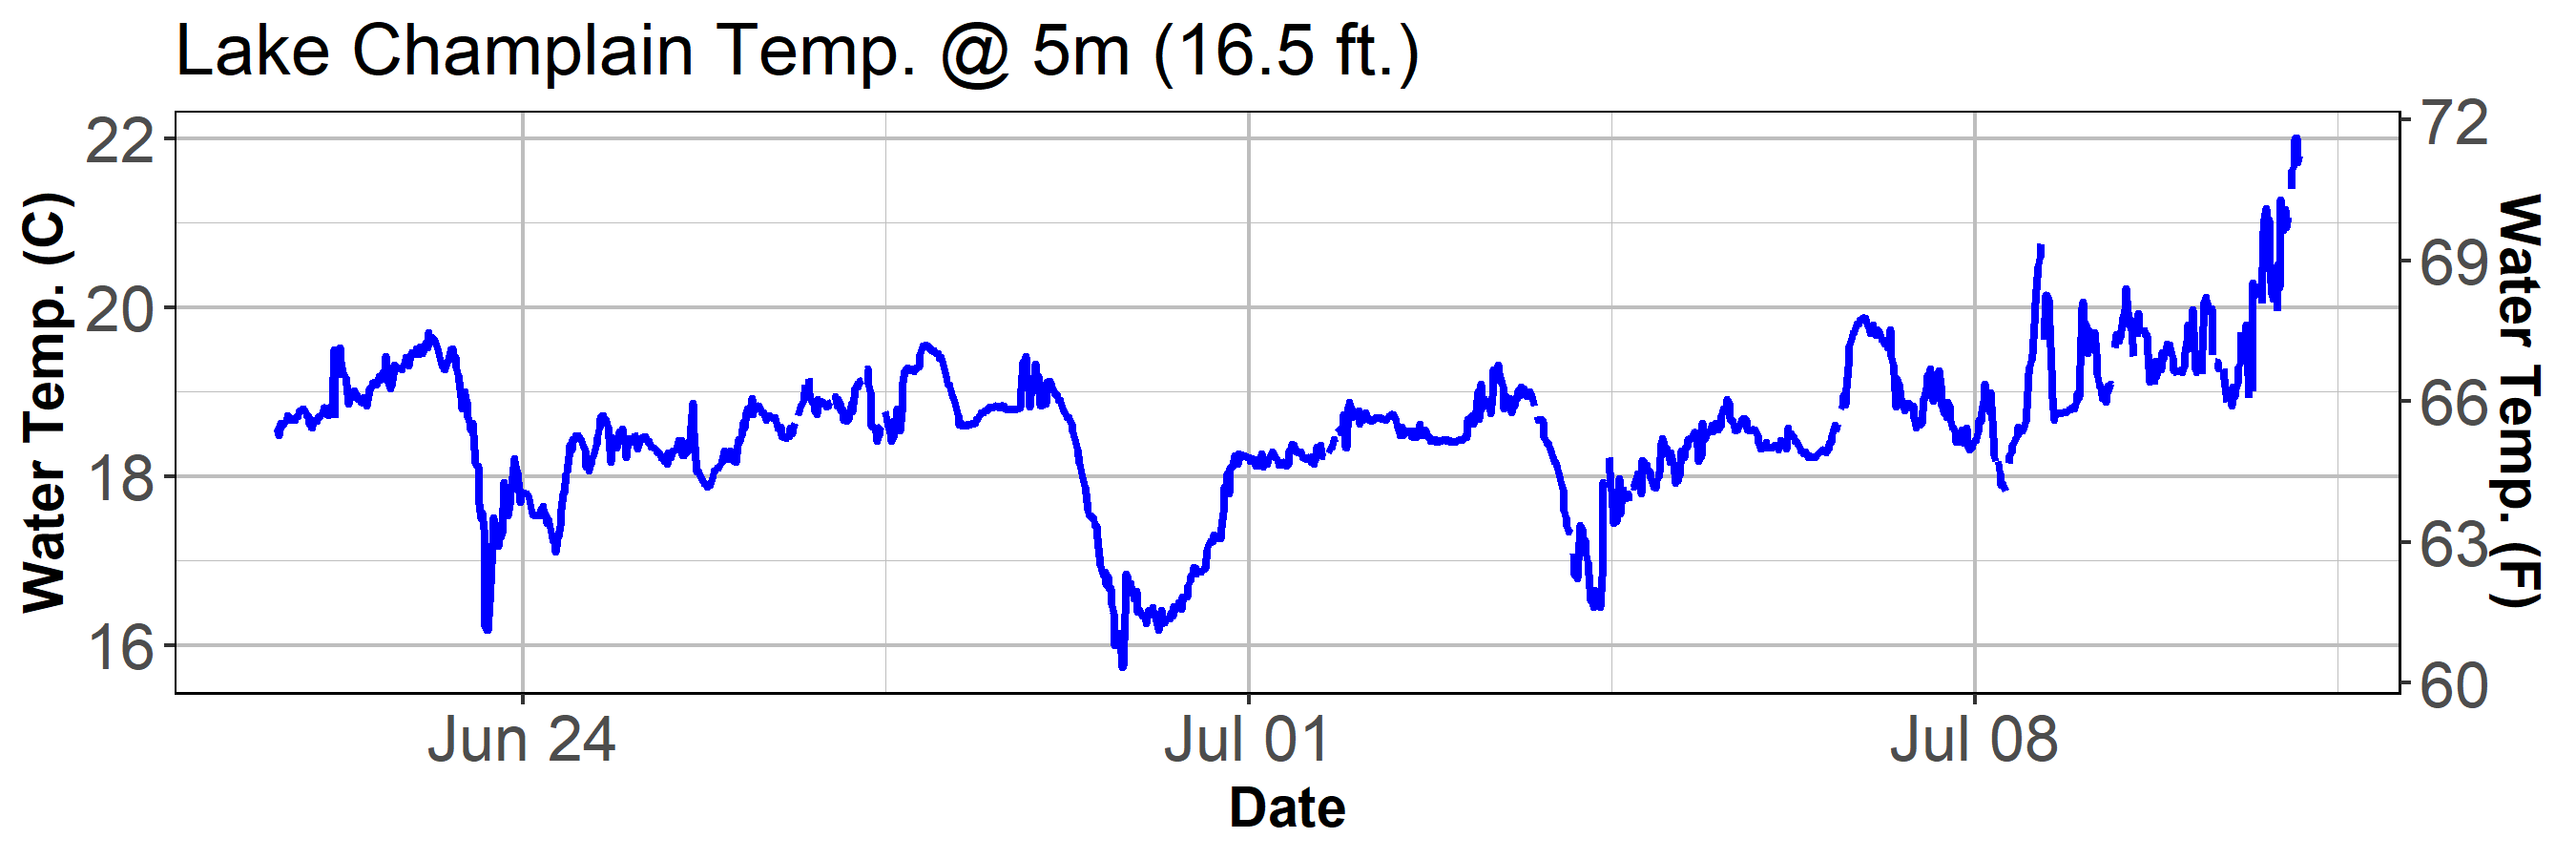 Lake Champlain Temp. @ 5m (16.5 ft.)
Water Temp. (C)
22
20
18
16
72
69
66
63
60
Water Temp. (F)
Jun 24
Jul 01
Jul 08
Date